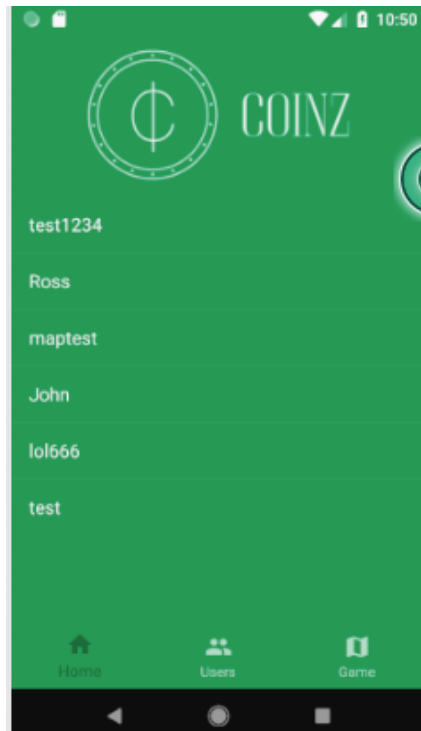 10:50
₵ COINZ
test1234
Ross
maptest
John
lol666
test
Home Users Game